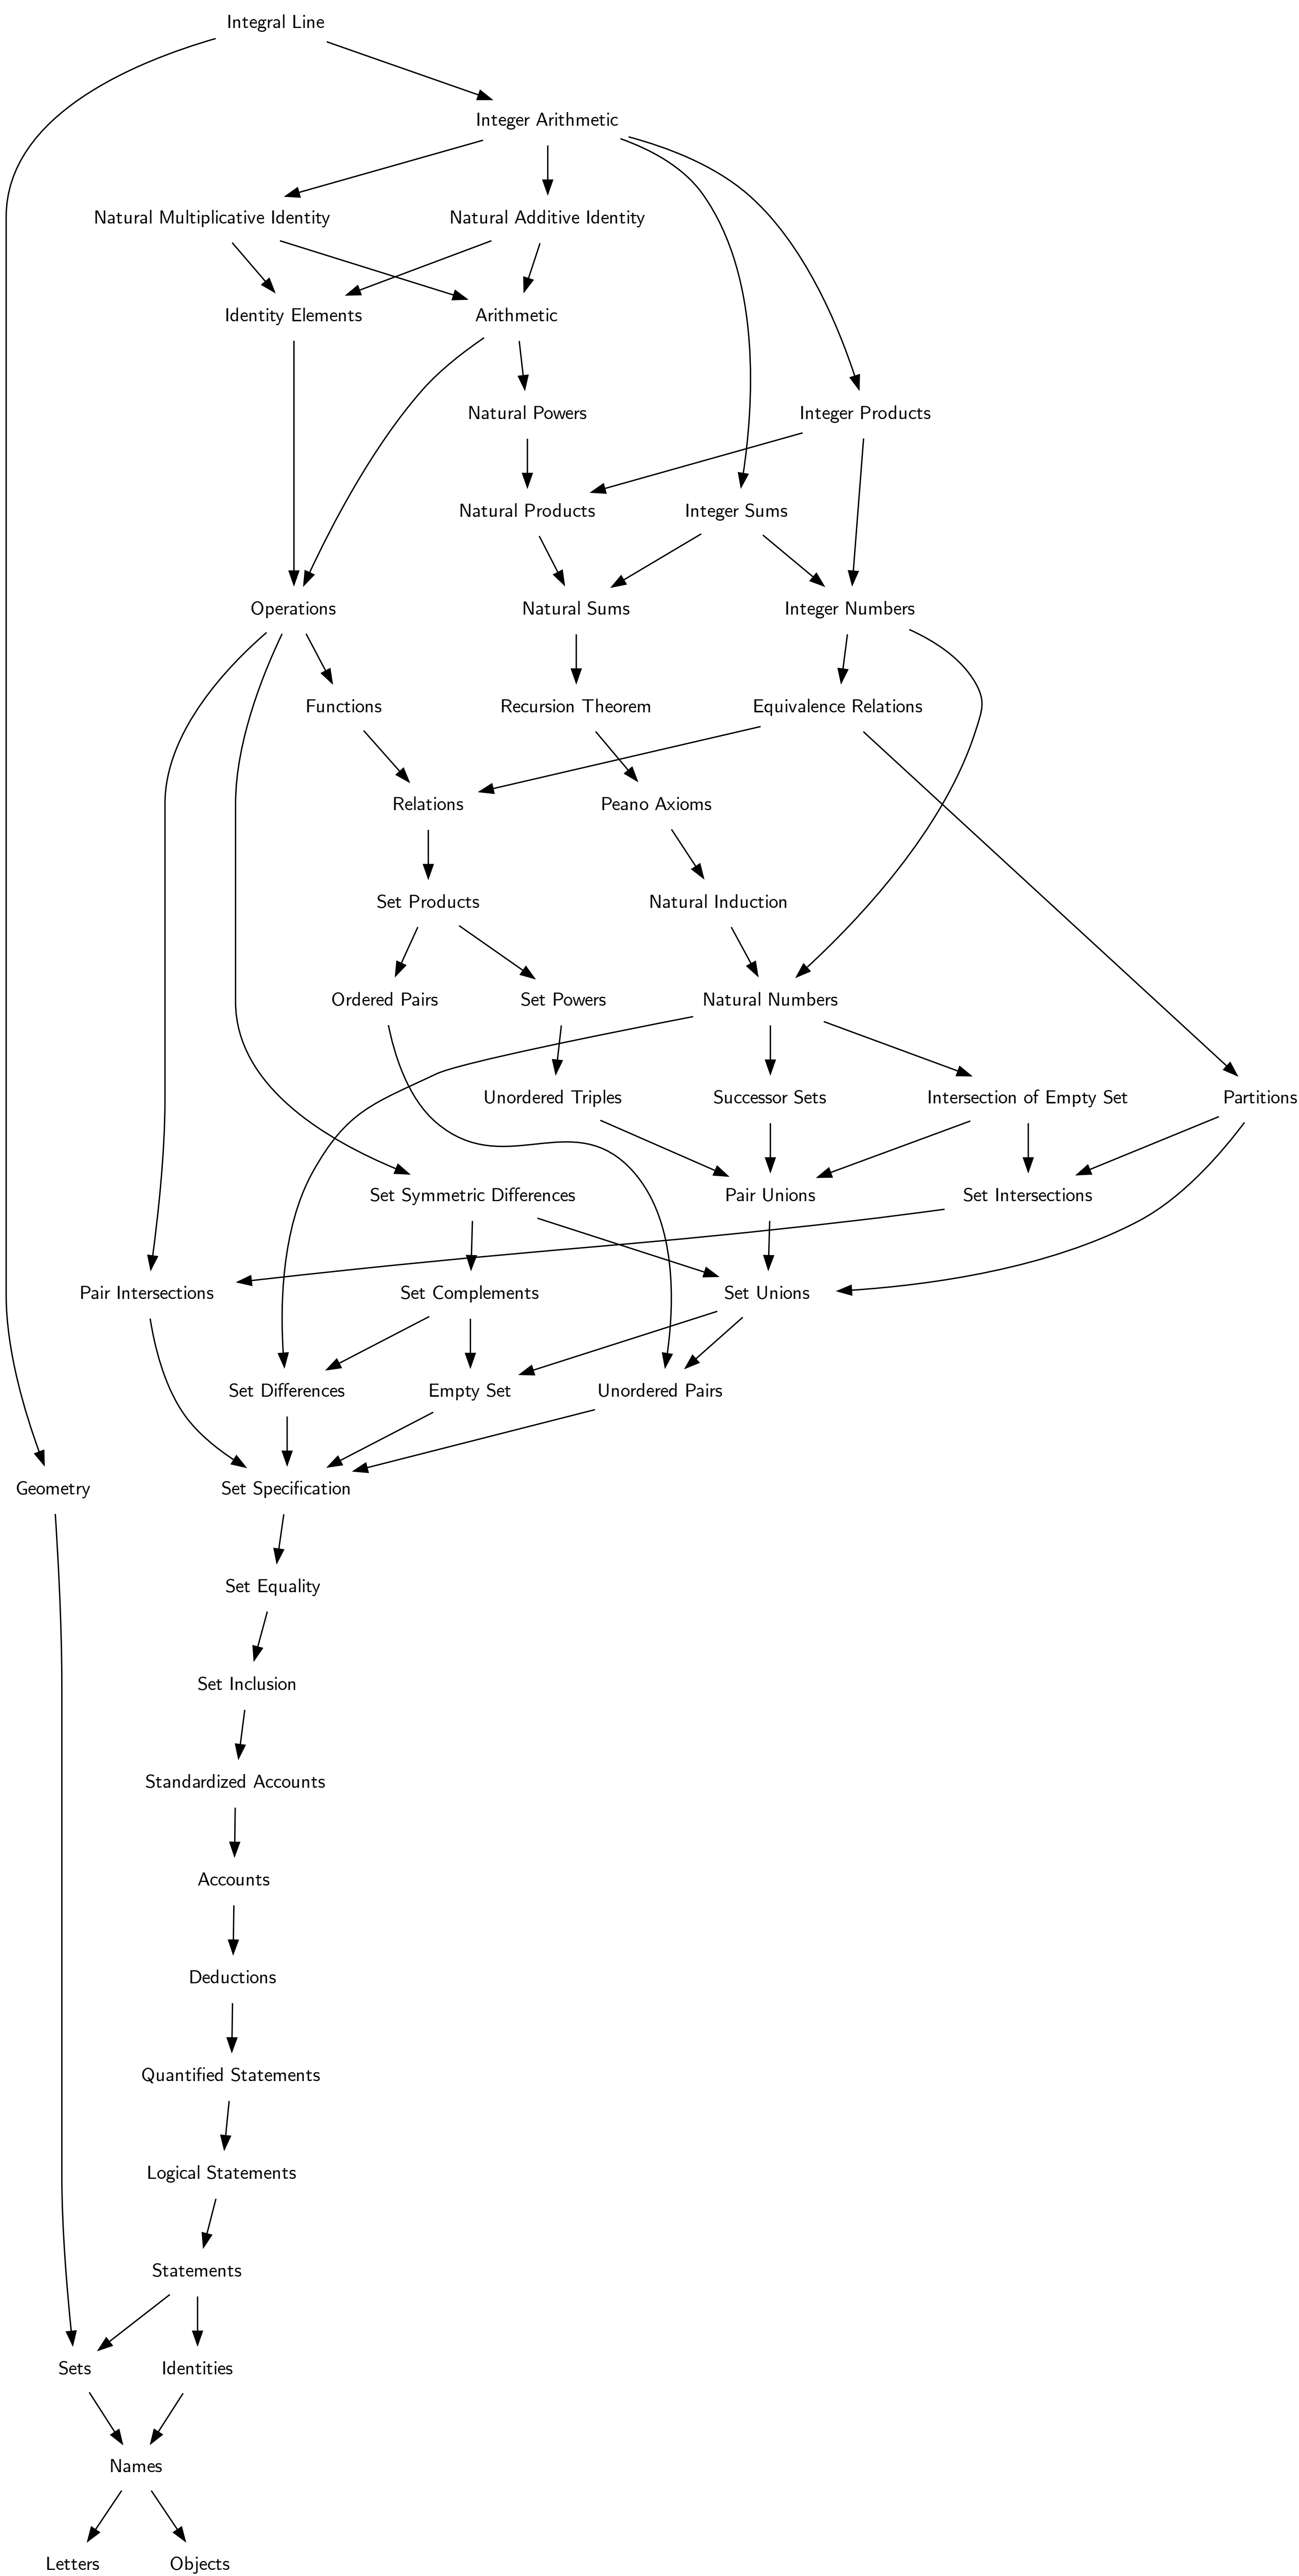 Integral Line
Integer Arithmetic
Natural Multiplicative Identity
Natural Additive Identity
Identity Elements
Arithmetic
Natural Powers
Integer Products
Natural Products
Integer Sums
Operations
Natural Sums
Integer Numbers
Functions
Recursion Theorem
Equivalence Relations
Relations
Peano Axioms
Set Products
Natural Induction
Ordered Pairs
Set Powers
Natural Numbers
Unordered Triples
Successor Sets
Intersection of Empty Set
Partitions
Set Symmetric Differences
Pair Unions
Set Intersections
Pair Intersections
Set Complements
Set Unions
Set Differences
Empty Set
Unordered Pairs
Geometry
Set Specification
Set Equality
Set Inclusion
Standardized Accounts
Accounts
Deductions
Quantified Statements
Logical Statements
Statements
Sets
Identities
Names
Letters
Objects